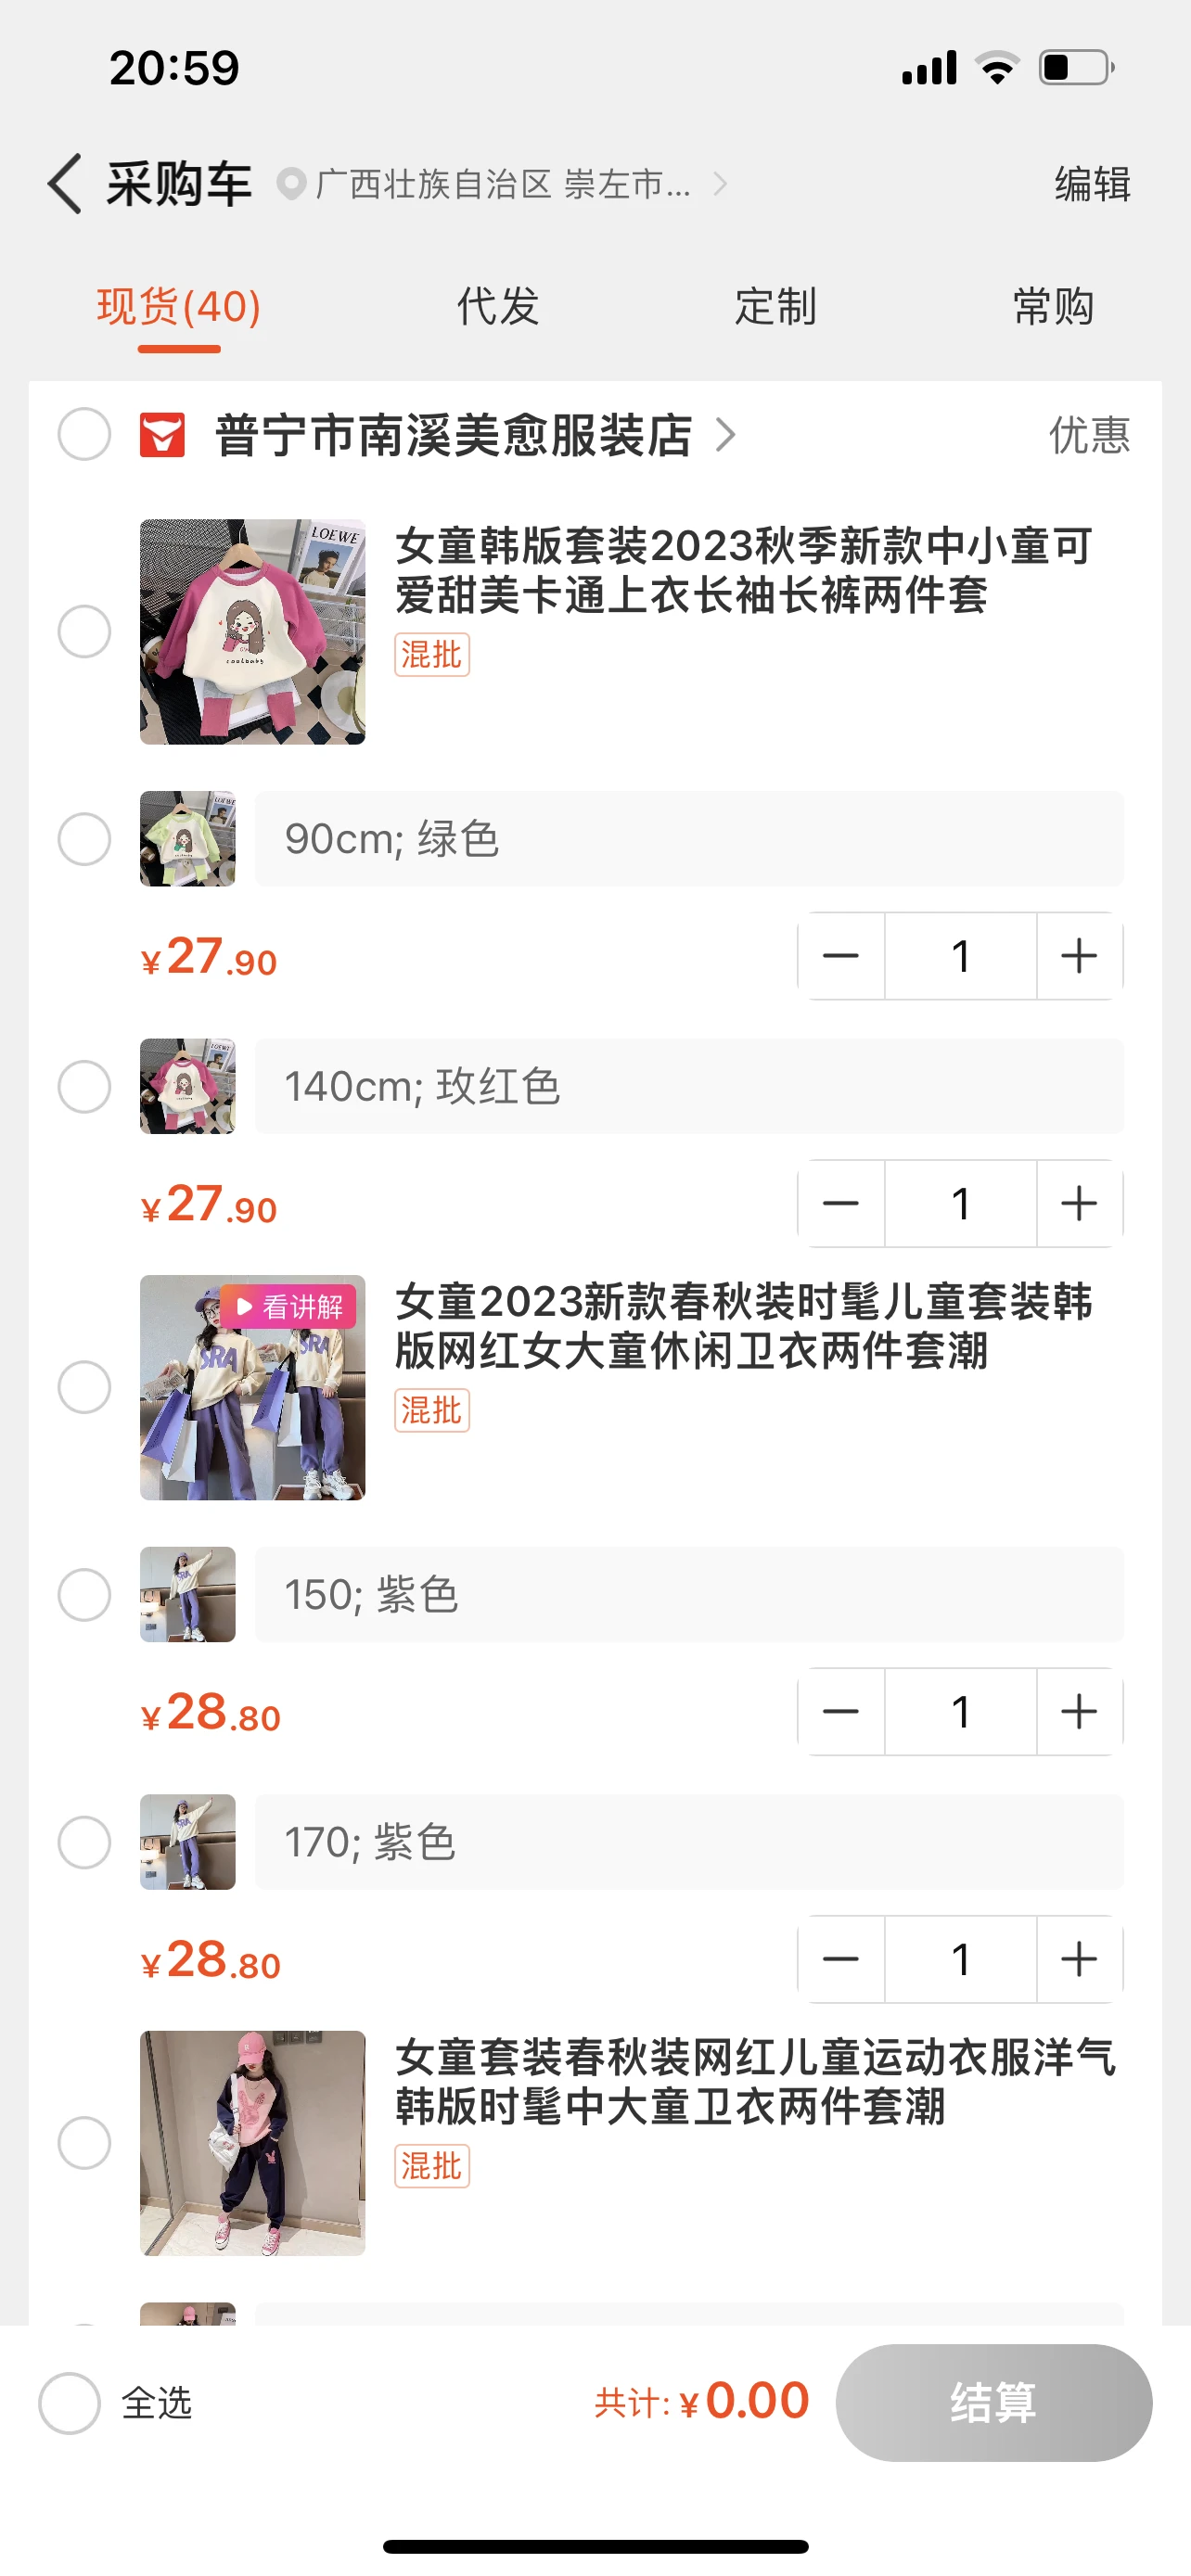 20:59
采购车 广西壮族自治区 崇左市... 编辑
现货(40) 代发 定制 常购
普宁市南溪美愈服装店 优惠
LOEWE
女童韩版套装2023秋季新款中小童可
爱甜美卡通上衣长袖长裤两件套
混批
90cm; 绿色
¥27.90 1
140cm; 玫红色
¥27.90 1
看讲解
女童2023新款春秋装时髦儿童套装韩
版网红女大童休闲卫衣两件套潮
混批
150; 紫色
¥28.80 1
170; 紫色
¥28.80 1
女童套装春秋装网红儿童运动衣服洋气
韩版时髦中大童卫衣两件套潮
混批
全选 共计: ¥0.00 结算